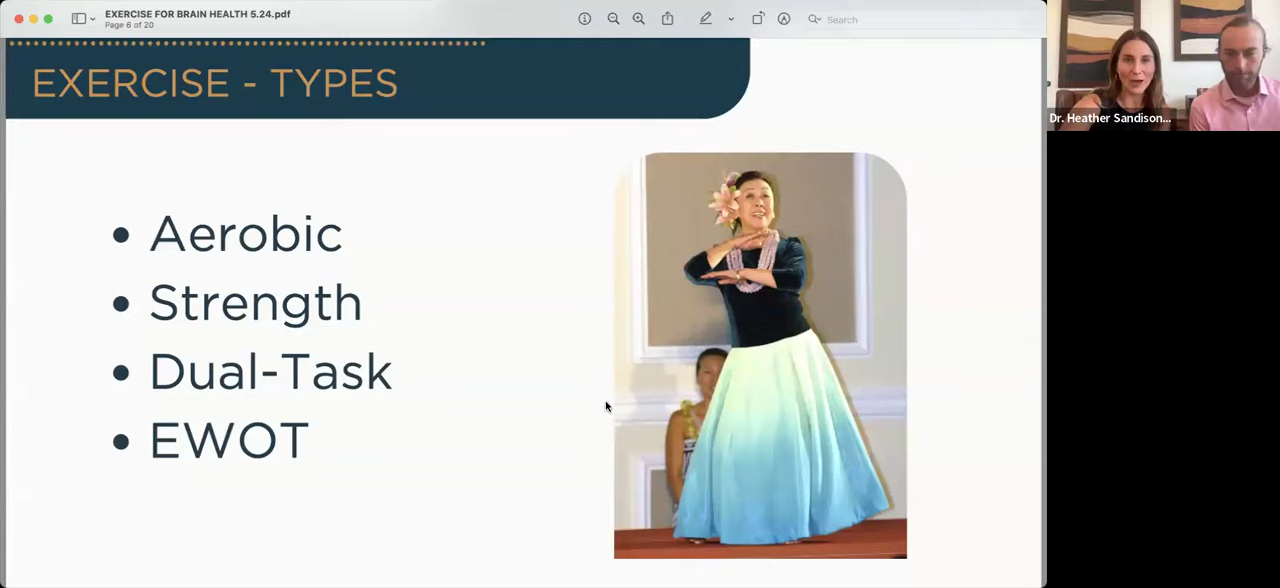 EXERCISE FOR BRAIN HEALTH 5.24.pdf
Page 6 of 20
Search
EXERCISE - TYPES
• Aerobic
• Strength
• Dual-Task
• EWOT
Dr. Heather Sandison...